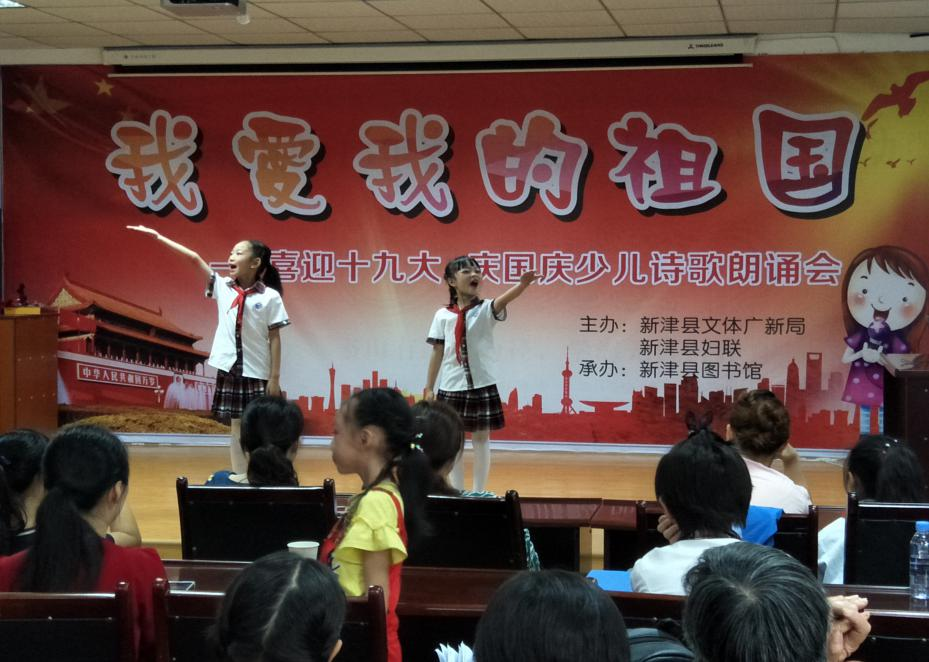 我爱我的祖国
喜迎十九大 庆国庆少儿诗歌朗诵会
主办：新津县文体广新局
新津县妇联
承办：新津县图书馆
中华人民共和国万岁